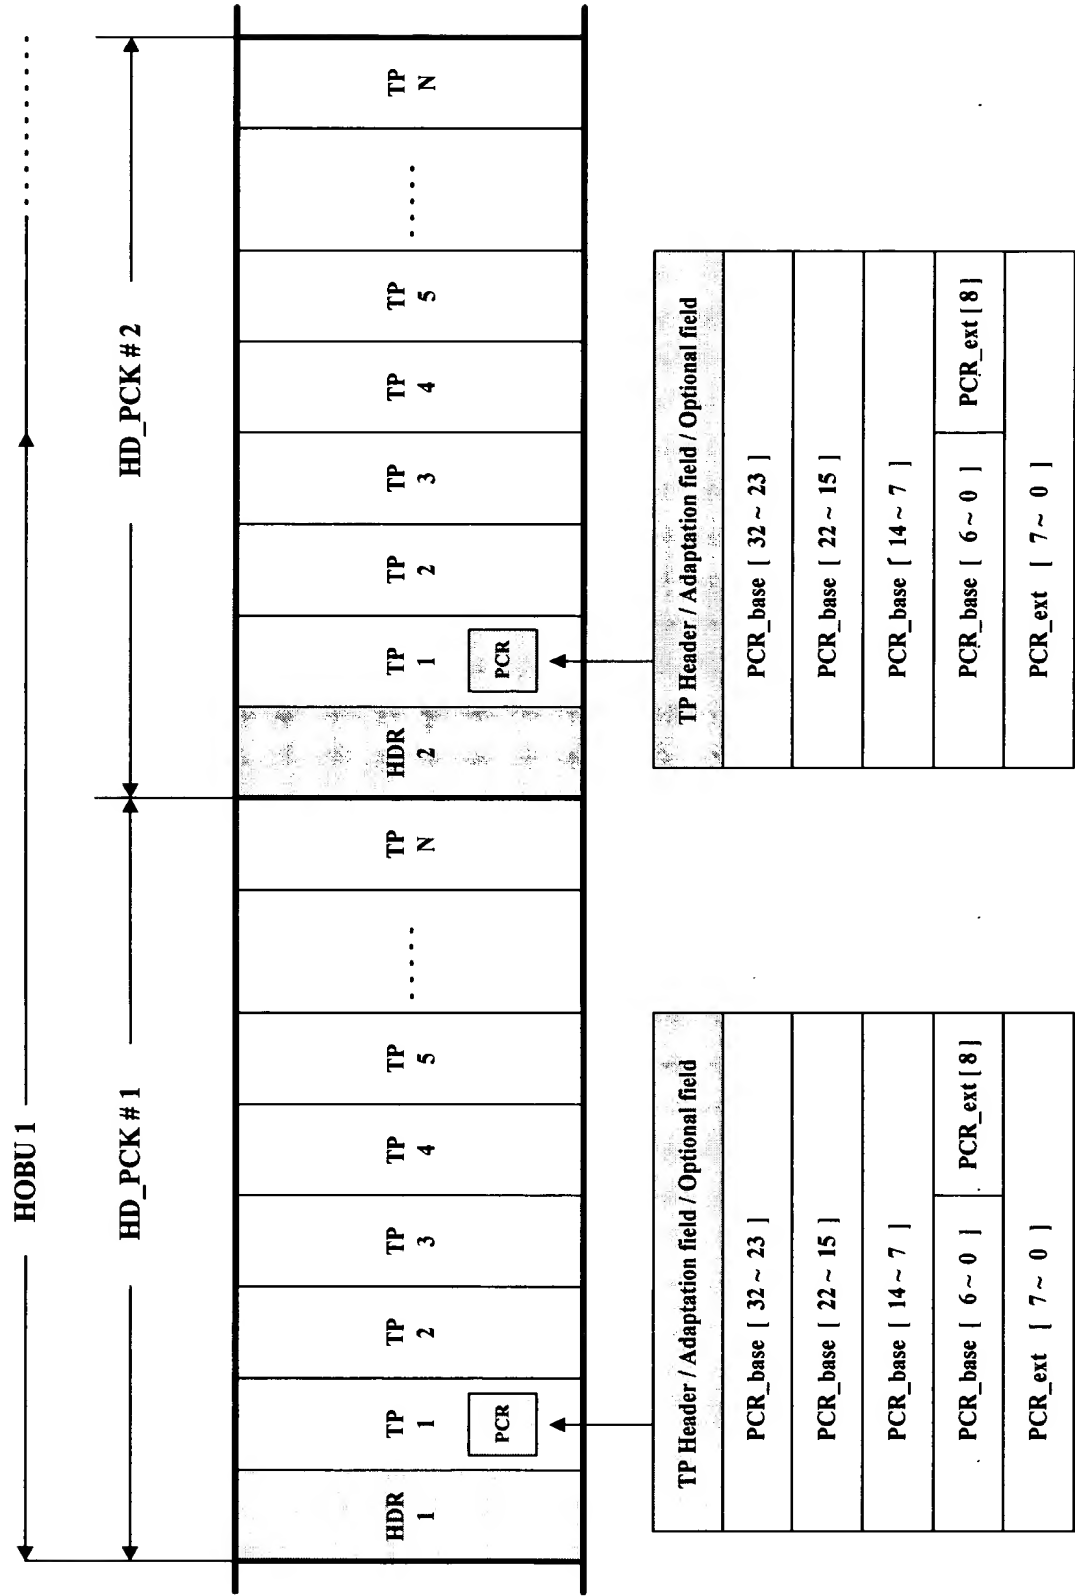 HOBU 1
HD_PCK # 1
HD_PCK # 2
HDR
1
TP
1
PCR
TP
2
TP
3
TP
4
TP
5
. . . . .
TP
N
HDR
2
TP
1
PCR
TP
2
TP
3
TP
4
TP
5
. . . . .
TP
N
TP Header / Adaptation field / Optional field
PCR_base [ 32 ~ 23 ]
PCR_base [ 22 ~ 15 ]
PCR_base [ 14 ~ 7 ]
PCR_base [ 6 ~ 0 ] PCR_ext [ 8 ]
PCR_ext [ 7 ~ 0 ]
TP Header / Adaptation field / Optional field
PCR_base [ 32 ~ 23 ]
PCR_base [ 22 ~ 15 ]
PCR_base [ 14 ~ 7 ]
PCR_base [ 6 ~ 0 ] PCR_ext [ 8 ]
PCR_ext [ 7 ~ 0 ]